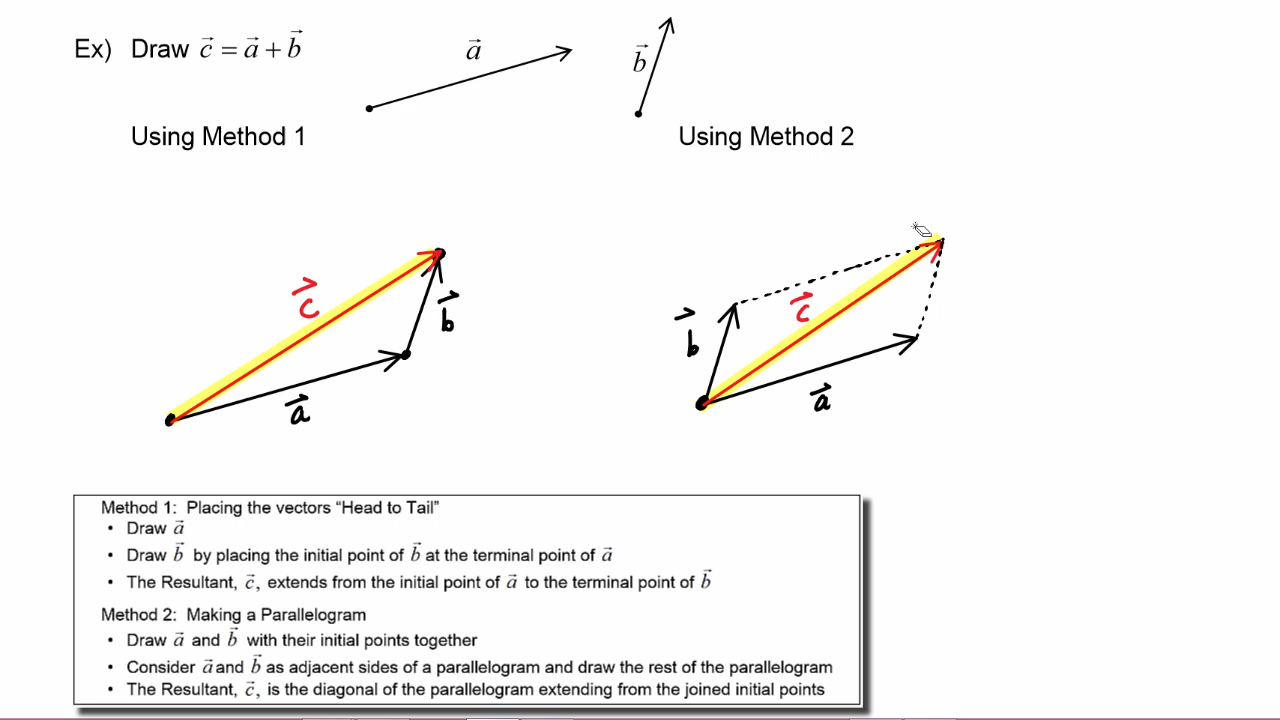 Ex) Draw c⃗ = a⃗ + b⃗
a⃗
b⃗
Using Method 1
Using Method 2
c⃗
b⃗
a⃗
b⃗
c⃗
a⃗
Method 1: Placing the vectors “Head to Tail”
• Draw a⃗
• Draw b⃗ by placing the initial point of b⃗ at the terminal point of a⃗
• The Resultant, c⃗, extends from the initial point of a⃗ to the terminal point of b⃗
Method 2: Making a Parallelogram
• Draw a⃗ and b⃗ with their initial points together
• Consider a⃗ and b⃗ as adjacent sides of a parallelogram and draw the rest of the parallelogram
• The Resultant, c⃗, is the diagonal of the parallelogram extending from the joined initial points